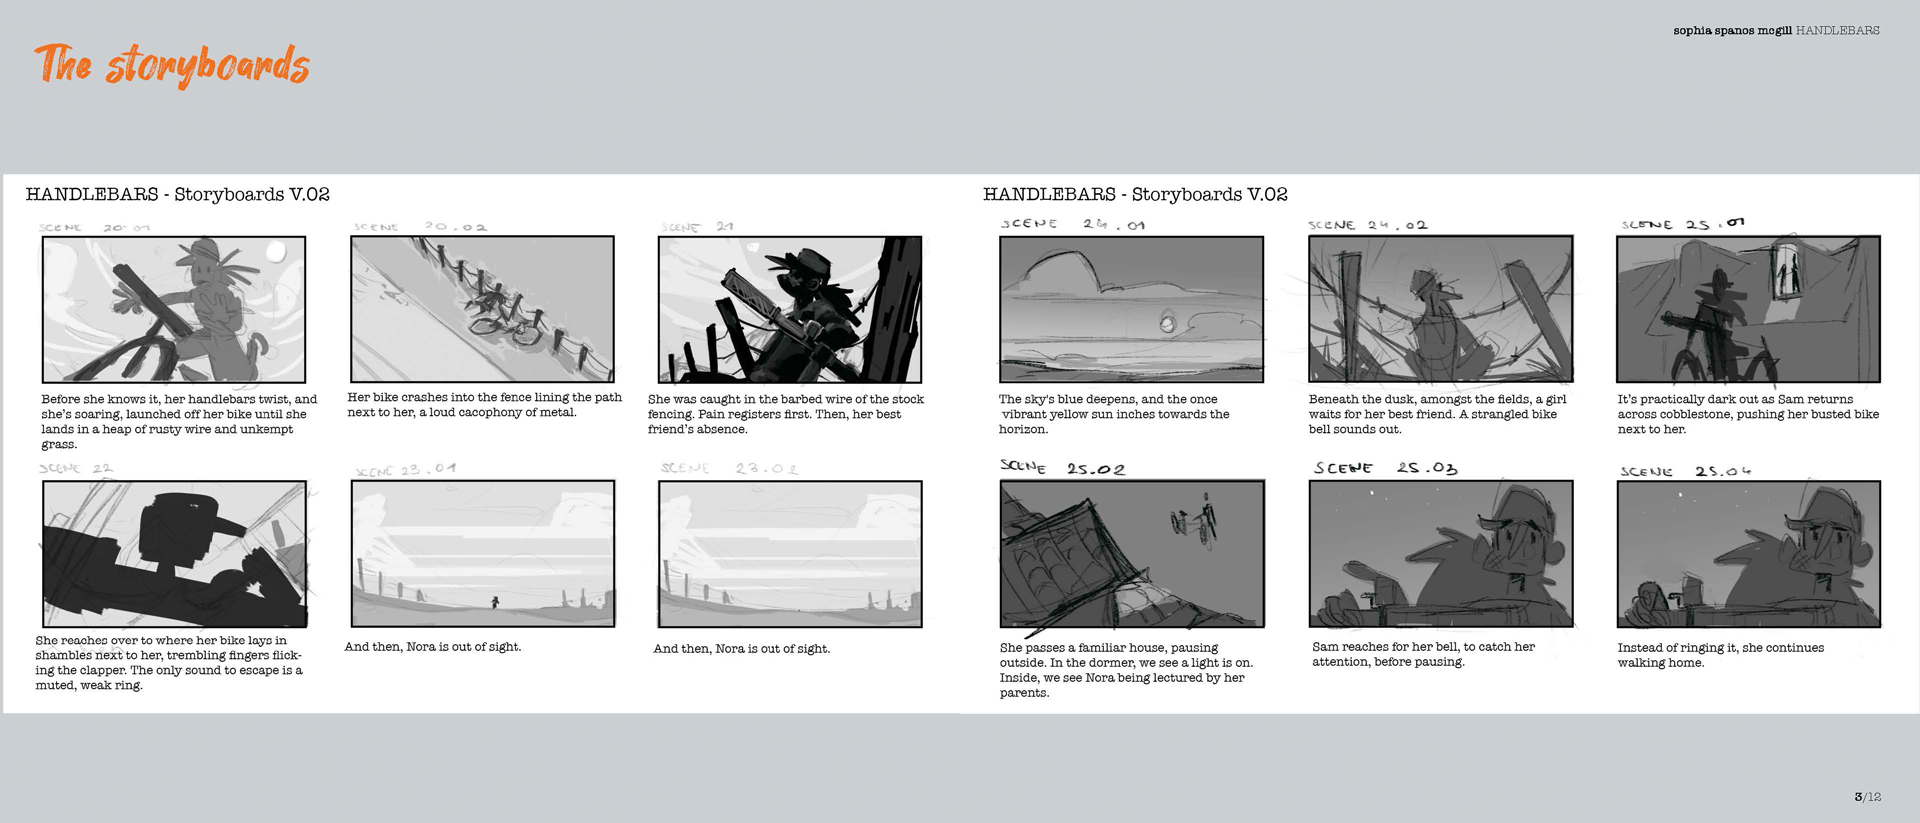 The storyboards
sophia spanos mcgill HANDLEBARS
HANDLEBARS - Storyboards V.02
SCENE 20.01
SCENE 20.02
SCENE 21
Before she knows it, her handlebars twist, and
she's soaring, launched off her bike until she
lands in a heap of rusty wire and unkempt
grass.
Her bike crashes into the fence lining the path
next to her, a loud cacophony of metal.
She was caught in the barbed wire of the stock
fencing. Pain registers first. Then, her best
friend's absence.
SCENE 22
SCENE 23.01
SCENE 23.02
She reaches over to where her bike lays in
shambles next to her, trembling fingers flick-
ing the clapper. The only sound to escape is a
muted, weak ring.
And then, Nora is out of sight.
And then, Nora is out of sight.
HANDLEBARS - Storyboards V.02
SCENE 24.01
SCENE 24.02
SCENE 25.01
The sky's blue deepens, and the once
vibrant yellow sun inches towards the
horizon.
Beneath the dusk, amongst the fields, a girl
waits for her best friend. A strangled bike
bell sounds out.
It's practically dark out as Sam returns
across cobblestone, pushing her busted bike
next to her.
SCENE 25.02
SCENE 25.03
SCENE 25.04
She passes a familiar house, pausing
outside. In the dormer, we see a light is on.
Inside, we see Nora being lectured by her
parents.
Sam reaches for her bell, to catch her
attention, before pausing.
Instead of ringing it, she continues
walking home.
3/12